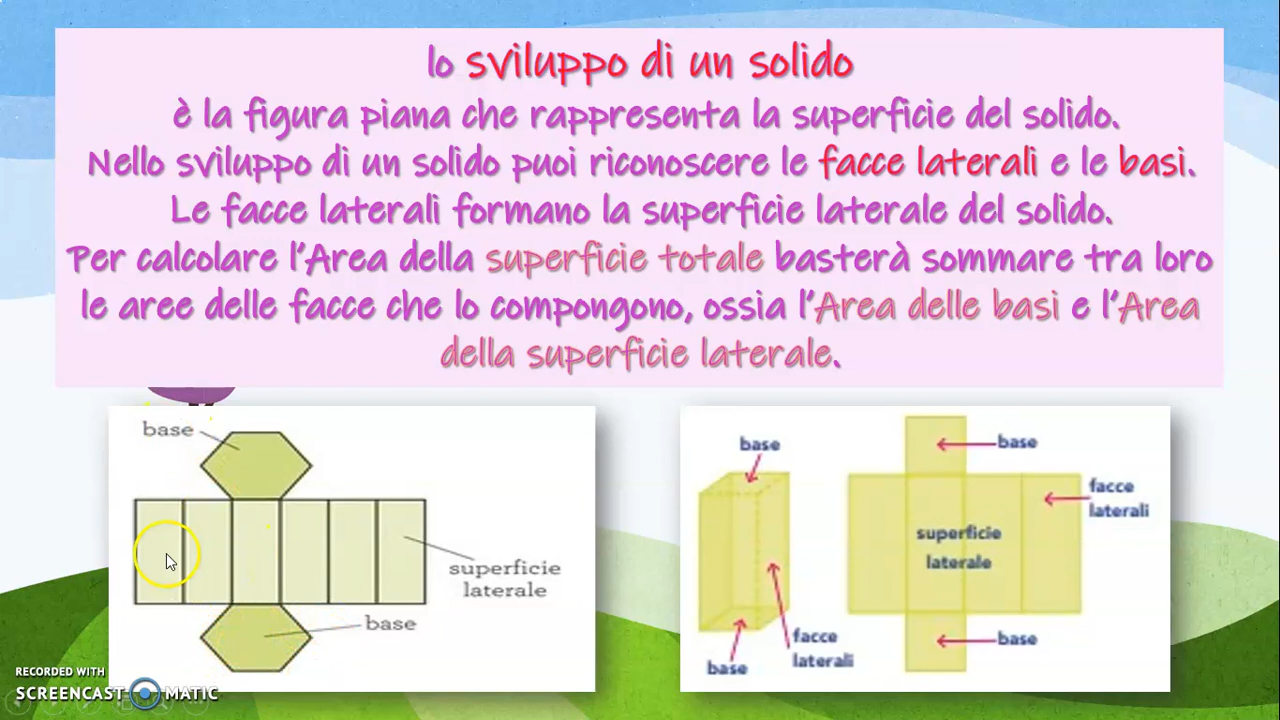 lo sviluppo di un solido
è la figura piana che rappresenta la superficie del solido.
Nello sviluppo di un solido puoi riconoscere le facce laterali e le basi.
Le facce laterali formano la superficie laterale del solido.
Per calcolare l'Area della superficie totale basterà sommare tra loro
le aree delle facce che lo compongono, ossia l'Area delle basi e l'Area
della superficie laterale.
base
superficie
laterale
base
base
facce
laterali
base
base
facce
laterali
superficie
laterale
base
RECORDED WITH
SCREENCAST MATIC